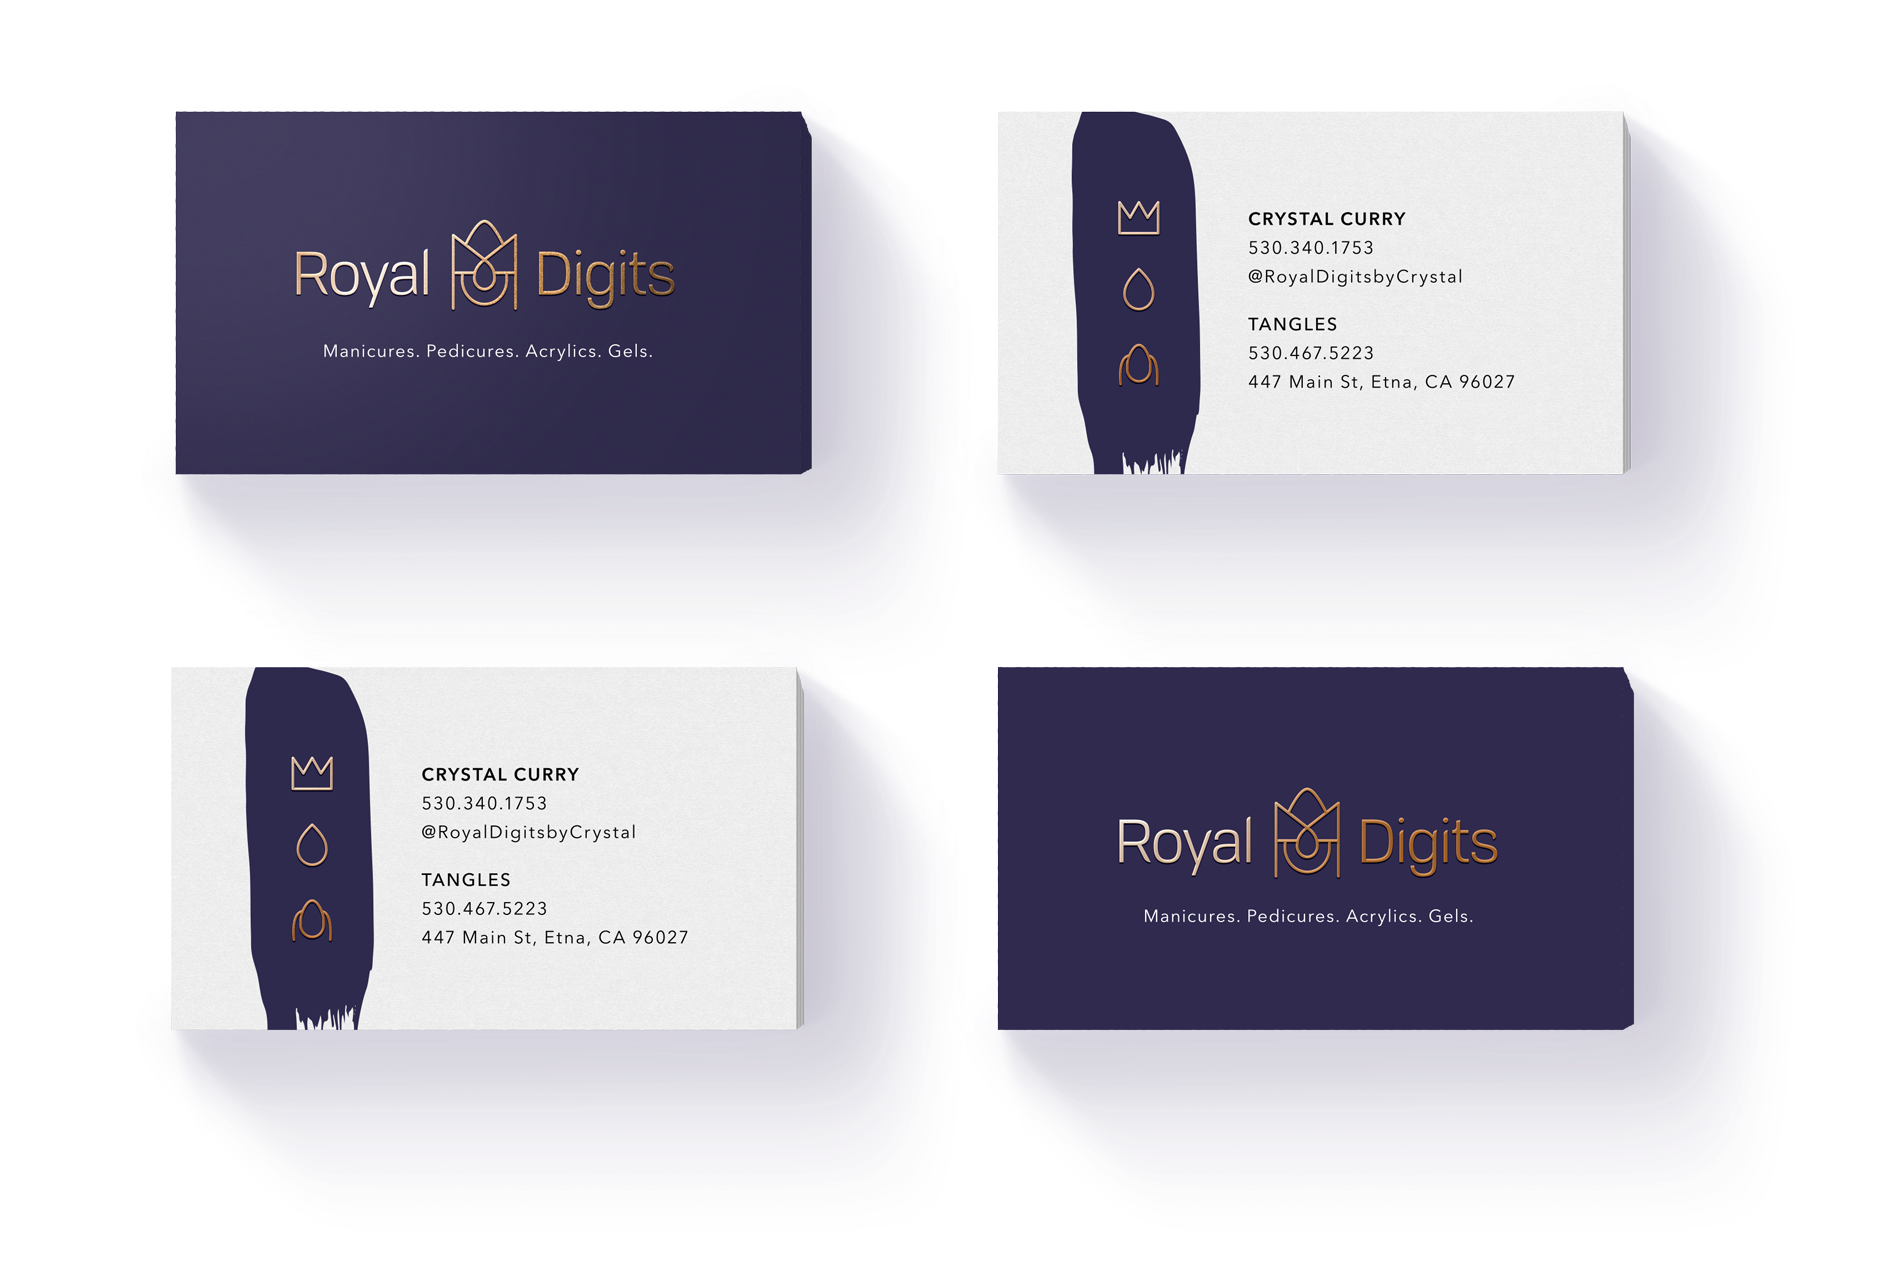 Royal Digits
Manicures. Pedicures. Acrylics. Gels.
CRYSTAL CURRY
530.340.1753
@RoyalDigitsbyCrystal
TANGLES
530.467.5223
447 Main St, Etna, CA 96027
CRYSTAL CURRY
530.340.1753
@RoyalDigitsbyCrystal
TANGLES
530.467.5223
447 Main St, Etna, CA 96027
Royal Digits
Manicures. Pedicures. Acrylics. Gels.